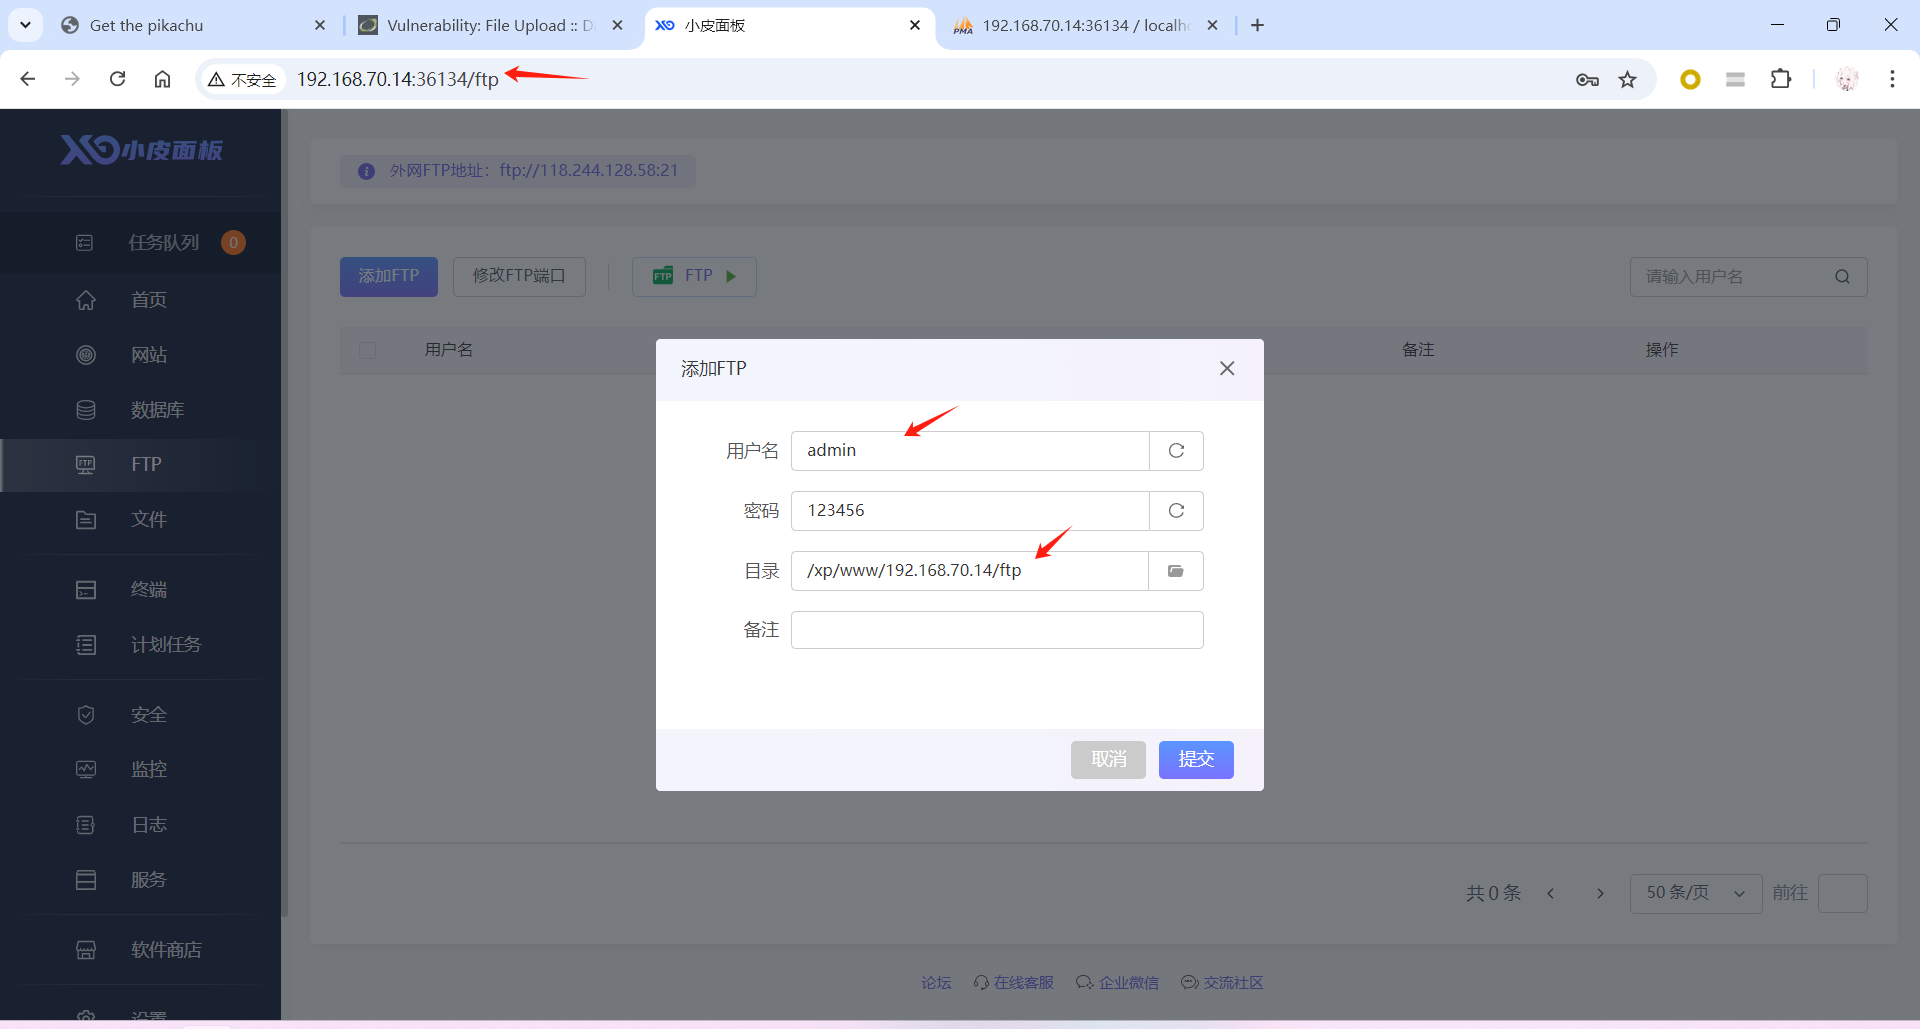 Get the pikachu
Vulnerability: File Upload :: D
小皮面板
192.168.70.14:36134 / localh
不安全
192.168.70.14:36134/ftp
小皮面板
外网FTP地址：ftp://118.244.128.58:21
任务队列
0
添加FTP
修改FTP端口
FTP
请输入用户名
首页
网站
数据库
FTP
文件
终端
计划任务
安全
监控
日志
服务
软件商店
设置
用户名
备注
操作
添加FTP
用户名
admin
密码
123456
目录
/xp/www/192.168.70.14/ftp
备注
取消
提交
共 0 条
50 条/页
前往
论坛
在线客服
企业微信
交流社区